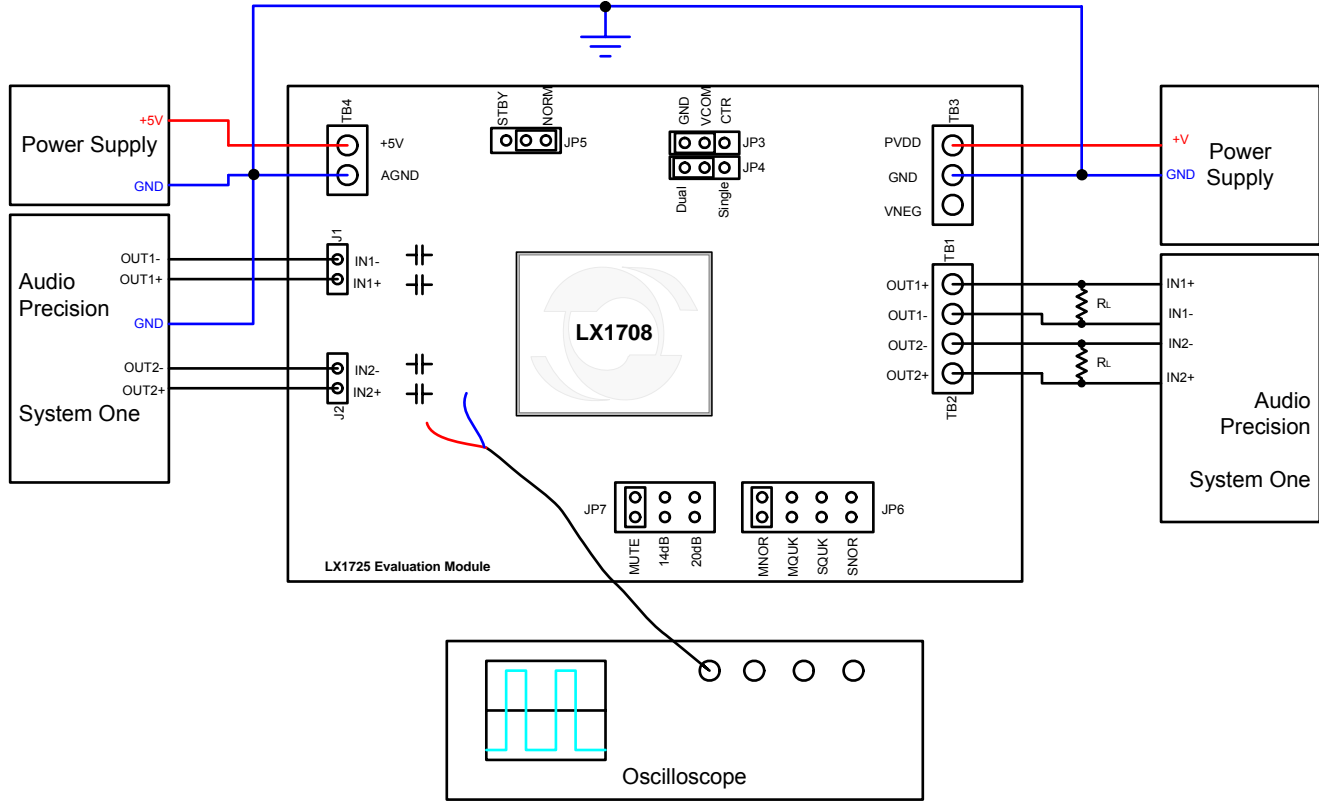 +5V
Power Supply
GND
Audio
Precision
OUT1-
OUT1+
GND
OUT2-
OUT2+
System One
TB4
+5V
AGND
J1
IN1-
IN1+
IN2-
IN2+
J2
STBY
NORM
JP5
GND
VCOM
CTR
JP3
JP4
Dual
Single
LX1708
TB3
PVDD
GND
VNEG
TB1
OUT1+
OUT1-
OUT2-
OUT2+
TB2
RL
RL
+V
GND
Power
Supply
IN1+
IN1-
IN2-
IN2+
Audio
Precision
System One
JP7
MUTE
14dB
20dB
JP6
MNOR
MQUK
SQUK
SNOR
LX1725 Evaluation Module
Oscilloscope